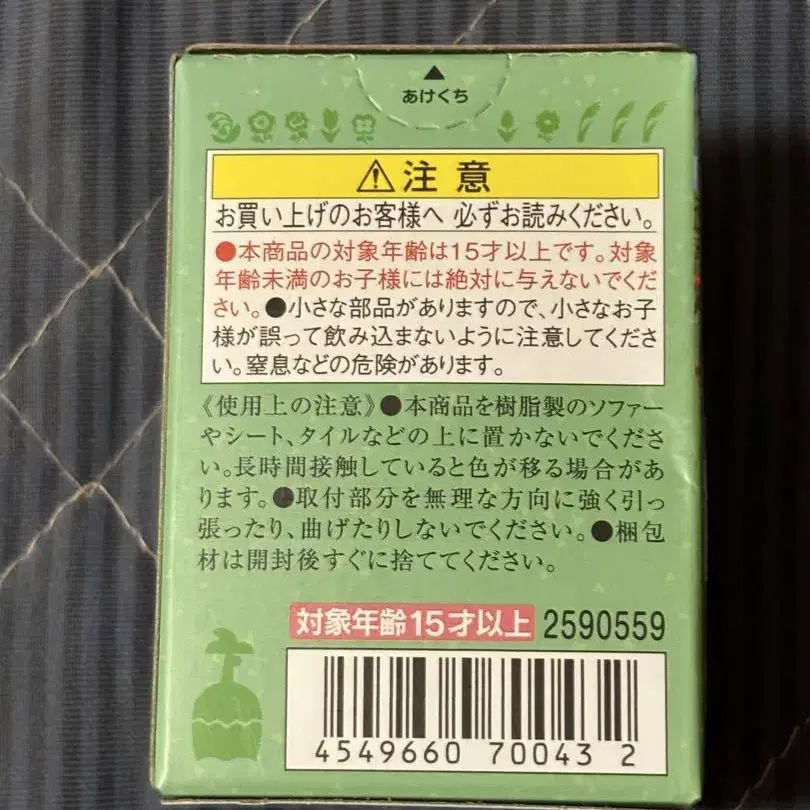 ▲
あけくち
⚠注意
お買い上げのお客様へ 必ずお読みください。
●本商品の対象年齢は15才以上です。対象
年齢未満のお子様には絶対に与えないでくだ
さい。●小さな部品がありますので、小さなお子
様が誤って飲み込まないように注意してくださ
い。窒息などの危険があります。
《使用上の注意》●本商品を樹脂製のソファー
やシート、タイルなどの上に置かないでくださ
い。長時間接触していると色が移る場合があ
ります。●取付部分を無理な方向に強く引っ
張ったり、曲げたりしないでください。●梱包
材は開封後すぐに捨ててください。
対象年齢15才以上 2590559
4549660 70043 2